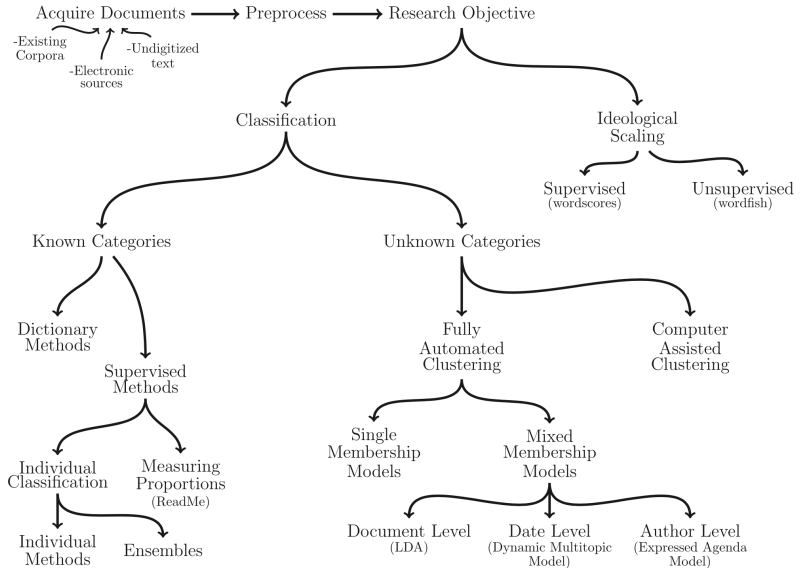 Acquire Documents
Preprocess
Research Objective
-Existing
Corpora
-Electronic
sources
-Undigitized
text
Classification
Ideological
Scaling
Supervised
(wordscores)
Unsupervised
(wordfish)
Known Categories
Unknown Categories
Dictionary
Methods
Supervised
Methods
Fully
Automated
Clustering
Computer
Assisted
Clustering
Individual
Classification
Measuring
Proportions
(ReadMe)
Single
Membership
Models
Mixed
Membership
Models
Individual
Methods
Ensembles
Document Level
(LDA)
Date Level
(Dynamic Multitopic
Model)
Author Level
(Expressed Agenda
Model)